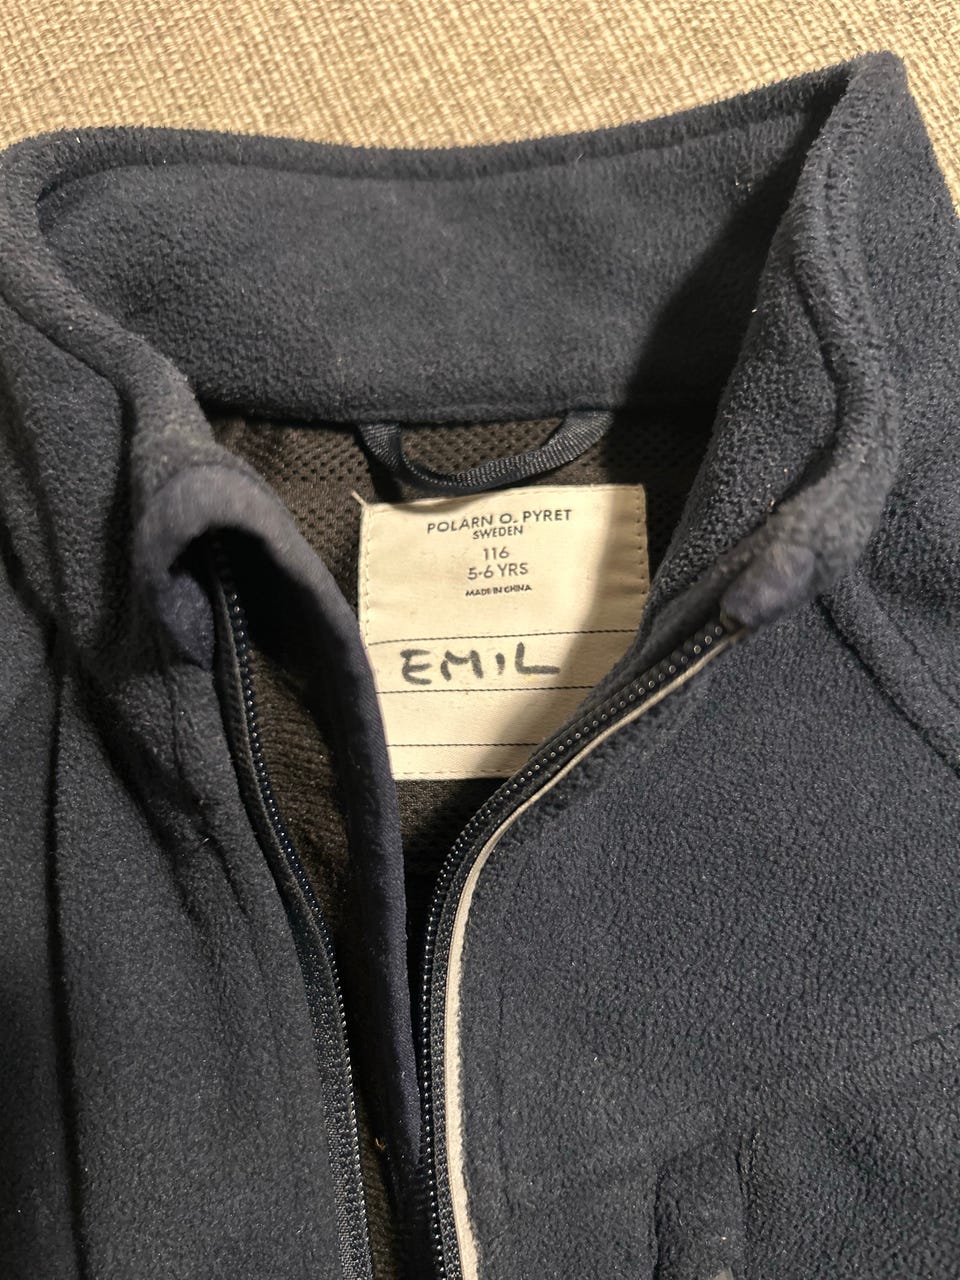 POLARN O. PYRET
SWEDEN
116
5-6 YRS
MADE IN CHINA
EMIL